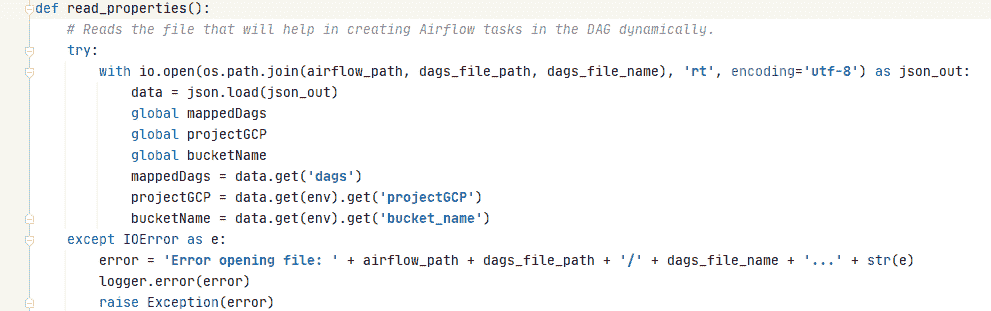 def read_properties():
    # Reads the file that will help in creating Airflow tasks in the DAG dynamically.
    try:
        with io.open(os.path.join(airflow_path, dags_file_path, dags_file_name), 'rt', encoding='utf-8') as json_out:
            data = json.load(json_out)
            global mappedDags
            global projectGCP
            global bucketName
            mappedDags = data.get('dags')
            projectGCP = data.get(env).get('projectGCP')
            bucketName = data.get(env).get('bucket_name')
    except IOError as e:
        error = 'Error opening file: ' + airflow_path + dags_file_path + '/' + dags_file_name + '...' + str(e)
        logger.error(error)
        raise Exception(error)